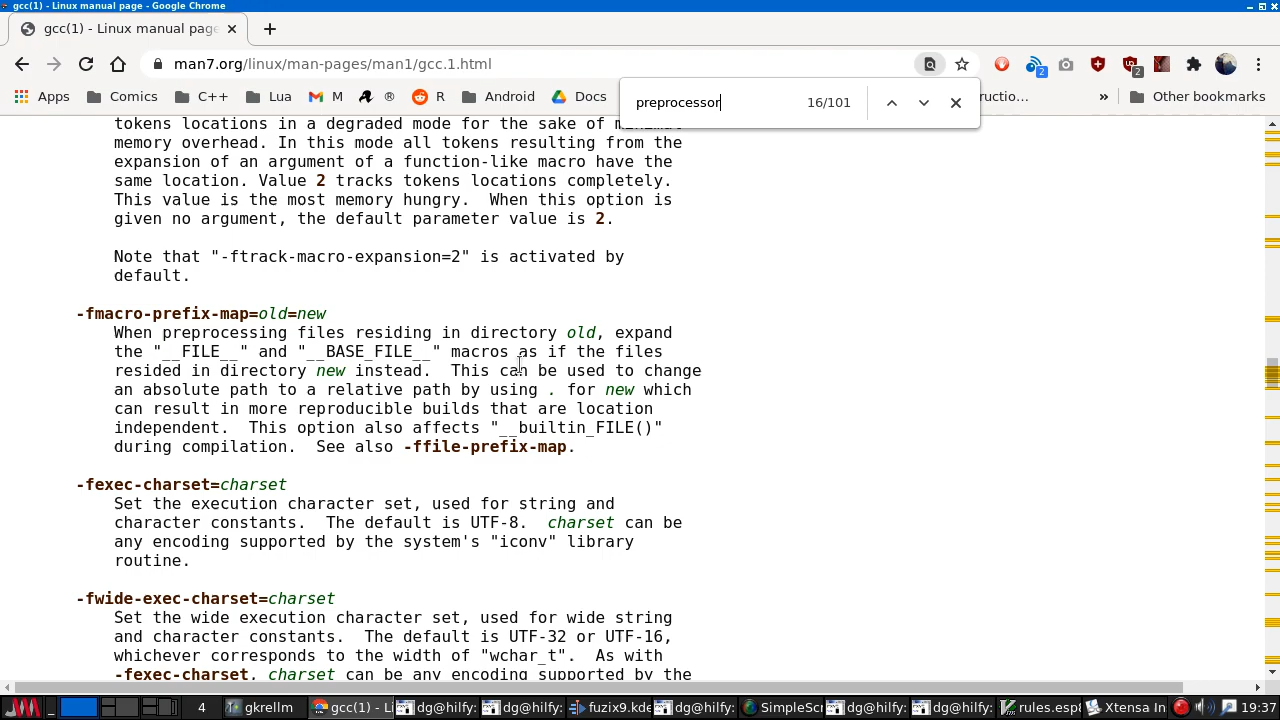 gcc(1) - Linux manual page - Google Chrome
gcc(1) - Linux manual page
man7.org/linux/man-pages/man1/gcc.1.html
2
2
Apps
C++
Lua
M
R
Android
Docs
Other bookmarks
preprocessor
16/101
tokens locations in a degraded mode for the sake of minimal
memory overhead. In this mode all tokens resulting from the
expansion of an argument of a function-like macro have the
same location. Value 2 tracks tokens locations completely.
This value is the most memory hungry.  When this option is
given no argument, the default parameter value is 2.
Note that "-ftrack-macro-expansion=2" is activated by
default.
-fmacro-prefix-map=old=new
When preprocessing files residing in directory old, expand
the "__FILE__" and "__BASE_FILE__" macros as if the files
resided in directory new instead.  This can be used to change
an absolute path to a relative path by using . for new which
can result in more reproducible builds that are location
independent.  This option also affects "__builtin_FILE()"
during compilation.  See also -ffile-prefix-map.
-fexec-charset=charset
Set the execution character set, used for string and
character constants.  The default is UTF-8.  charset can be
any encoding supported by the system's "iconv" library
routine.
-fwide-exec-charset=charset
Set the wide execution character set, used for wide string
and character constants.  The default is UTF-32 or UTF-16,
whichever corresponds to the width of "wchar_t".  As with
-fexec-charset, charset can be any encoding supported by the
4
gkrellm
gcc(1) - Li
dg@hilfy:
dg@hilfy:
fuzix9.kde
dg@hilfy:
SimpleScr
dg@hilfy:
dg@hilfy:
rules.esp
Xtensa In
19:37